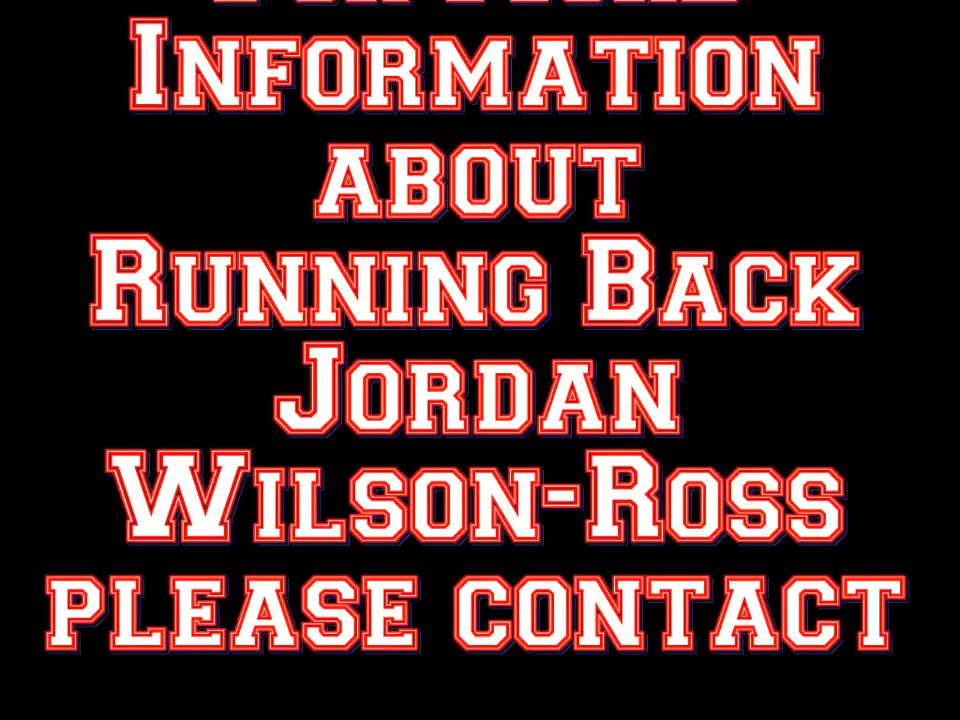 Information
about
Running Back
Jordan
Wilson-Ross
please contact